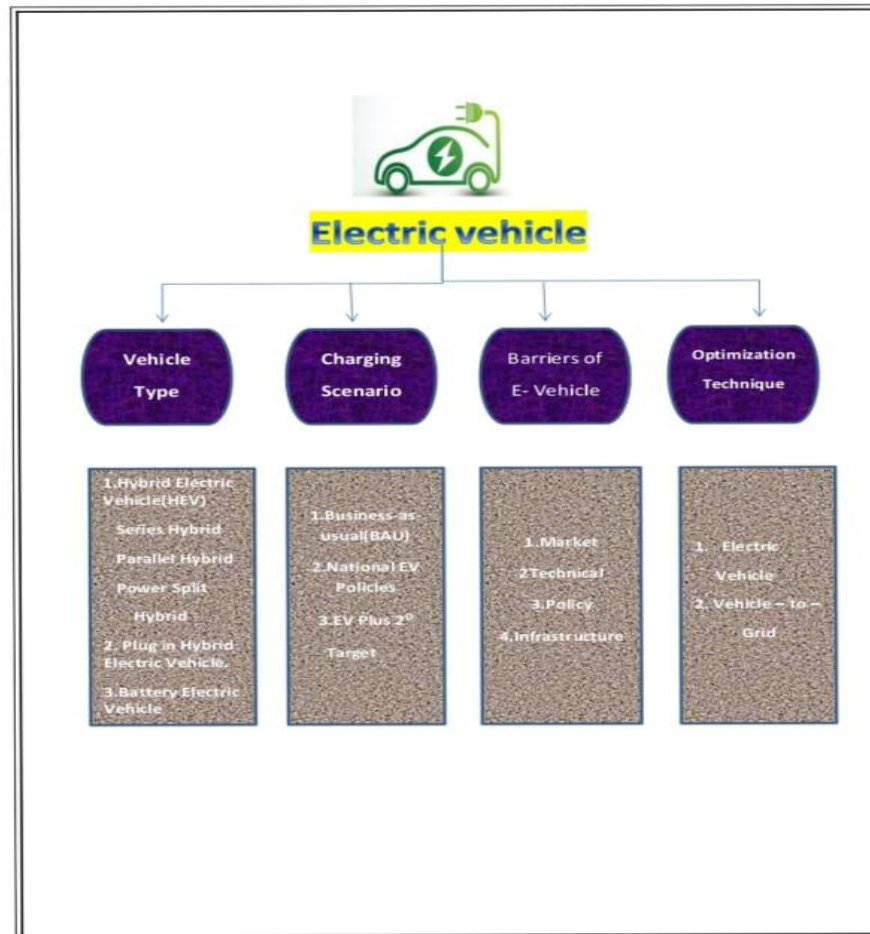 Electric vehicle
Vehicle
Type
Charging
Scenario
Barriers of
E- Vehicle
Optimization
Technique
1.Hybrid Electric
Vehicle(HEV)
Series Hybrid
Parallel Hybrid
Power Split
Hybrid
2. Plug in Hybrid
Electric Vehicle.
3.Battery Electric
Vehicle
1.Business-as-
usual(BAU)
2.National EV
Policies
3.EV Plus 2⁰
Target
1.Market
2Technical
3.Policy
4.Infrastructure
1. Electric
Vehicle
2. Vehicle – to –
Grid